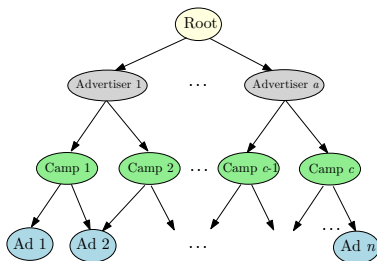 Root
Advertiser 1 ... Advertiser a
Camp 1 Camp 2 ... Camp c-1 Camp c
...
Ad 1 Ad 2 ... Ad n